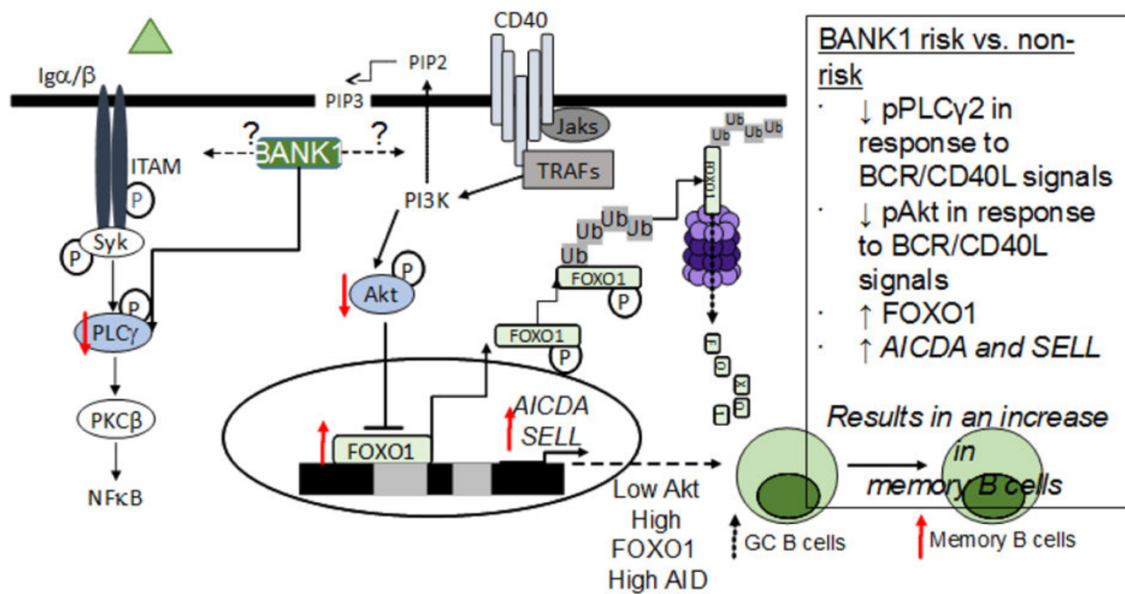 CD40
Igα/β
PIP2
PIP3
?
BANK1
?
Jaks
TRAFs
ITAM
P
Syk
P
PI3K
P
PLCγ
P
Akt
PKCβ
NFκB
Ub
Ub
Ub
Ub
FOXO1
Ub
Ub
Ub
Ub
FOXO1
P
FOXO1
P
F
O
X
O
1
FOXO1
AICDA
SELL
Low Akt
High
FOXO1
High AID
GC B cells
Memory B cells
BANK1 risk vs. non-
risk
· ↓ pPLCγ2 in
response to
BCR/CD40L signals
· ↓ pAkt in response
to BCR/CD40L
signals
· ↑ FOXO1
· ↑ AICDA and SELL
Results in an increase
in
memory B cells